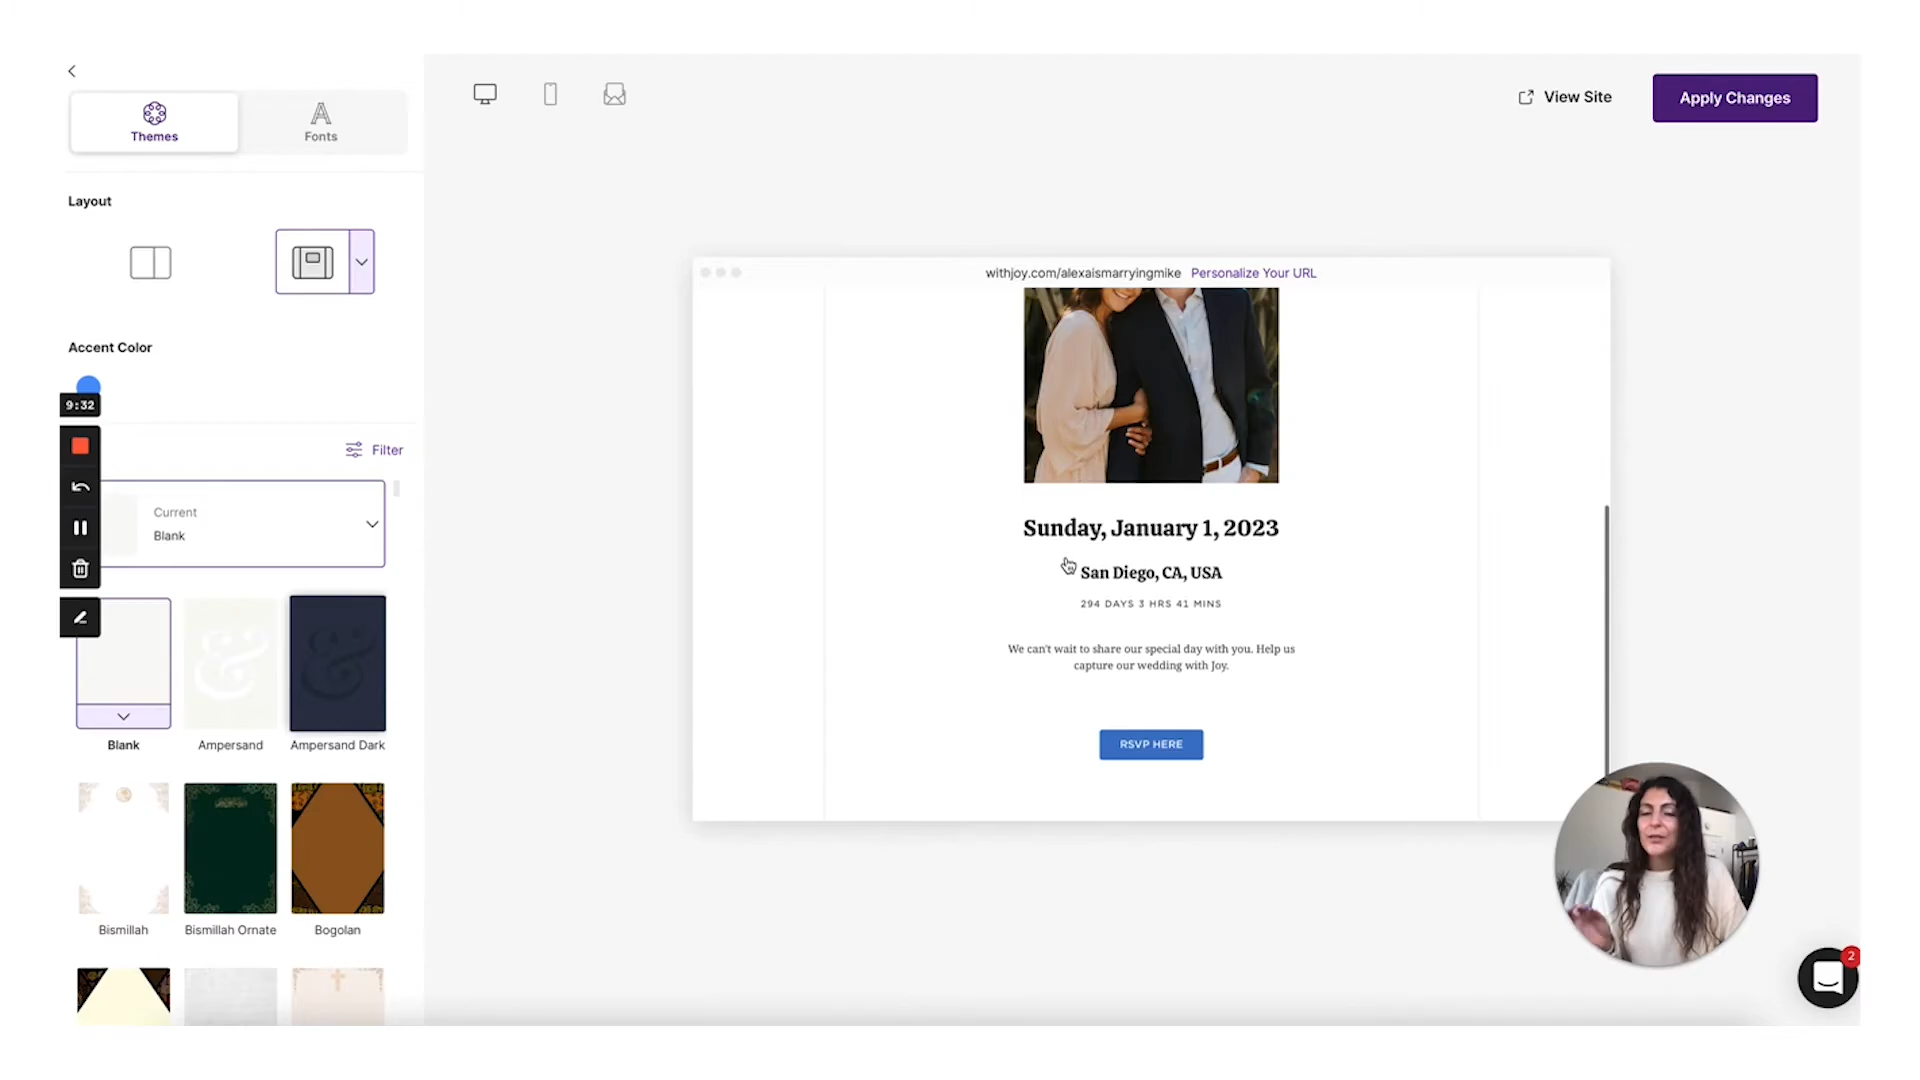 Themes
Fonts
View Site
Apply Changes
Layout
Accent Color
9:32
Filter
Current
Blank
Blank
Ampersand
Ampersand Dark
Bismillah
Bismillah Ornate
Bogolan
withjoy.com/alexaismarryingmike Personalize Your URL
Sunday, January 1, 2023
San Diego, CA, USA
294 DAYS 3 HRS 41 MINS
We can't wait to share our special day with you. Help us
capture our wedding with Joy.
RSVP HERE
2